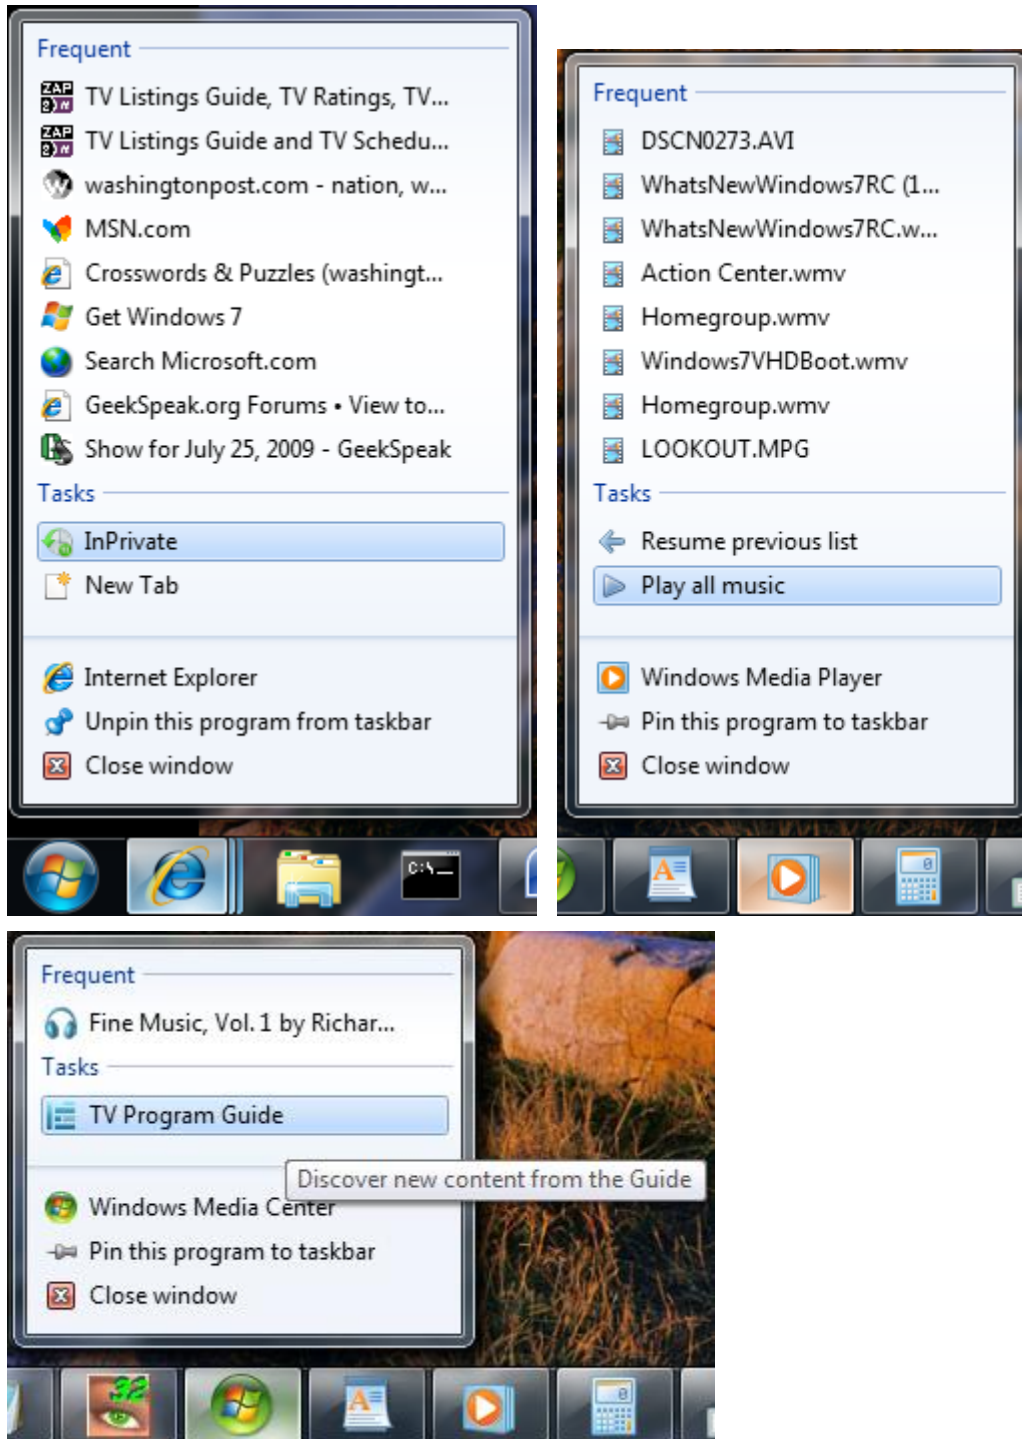 Frequent
TV Listings Guide, TV Ratings, TV...
TV Listings Guide and TV Schedu...
washingtonpost.com - nation, w...
MSN.com
Crosswords & Puzzles (washingt...
Get Windows 7
Search Microsoft.com
GeekSpeak.org Forums • View to...
Show for July 25, 2009 - GeekSpeak
Tasks
InPrivate
New Tab
Internet Explorer
Unpin this program from taskbar
Close window
C:\_
Frequent
DSCN0273.AVI
WhatsNewWindows7RC (1...
WhatsNewWindows7RC.w...
Action Center.wmv
Homegroup.wmv
Windows7VHDBoot.wmv
Homegroup.wmv
LOOKOUT.MPG
Tasks
Resume previous list
Play all music
Windows Media Player
Pin this program to taskbar
Close window
A
0
Frequent
Fine Music, Vol. 1 by Richar...
Tasks
TV Program Guide
Discover new content from the Guide
Windows Media Center
Pin this program to taskbar
Close window
32
A
0